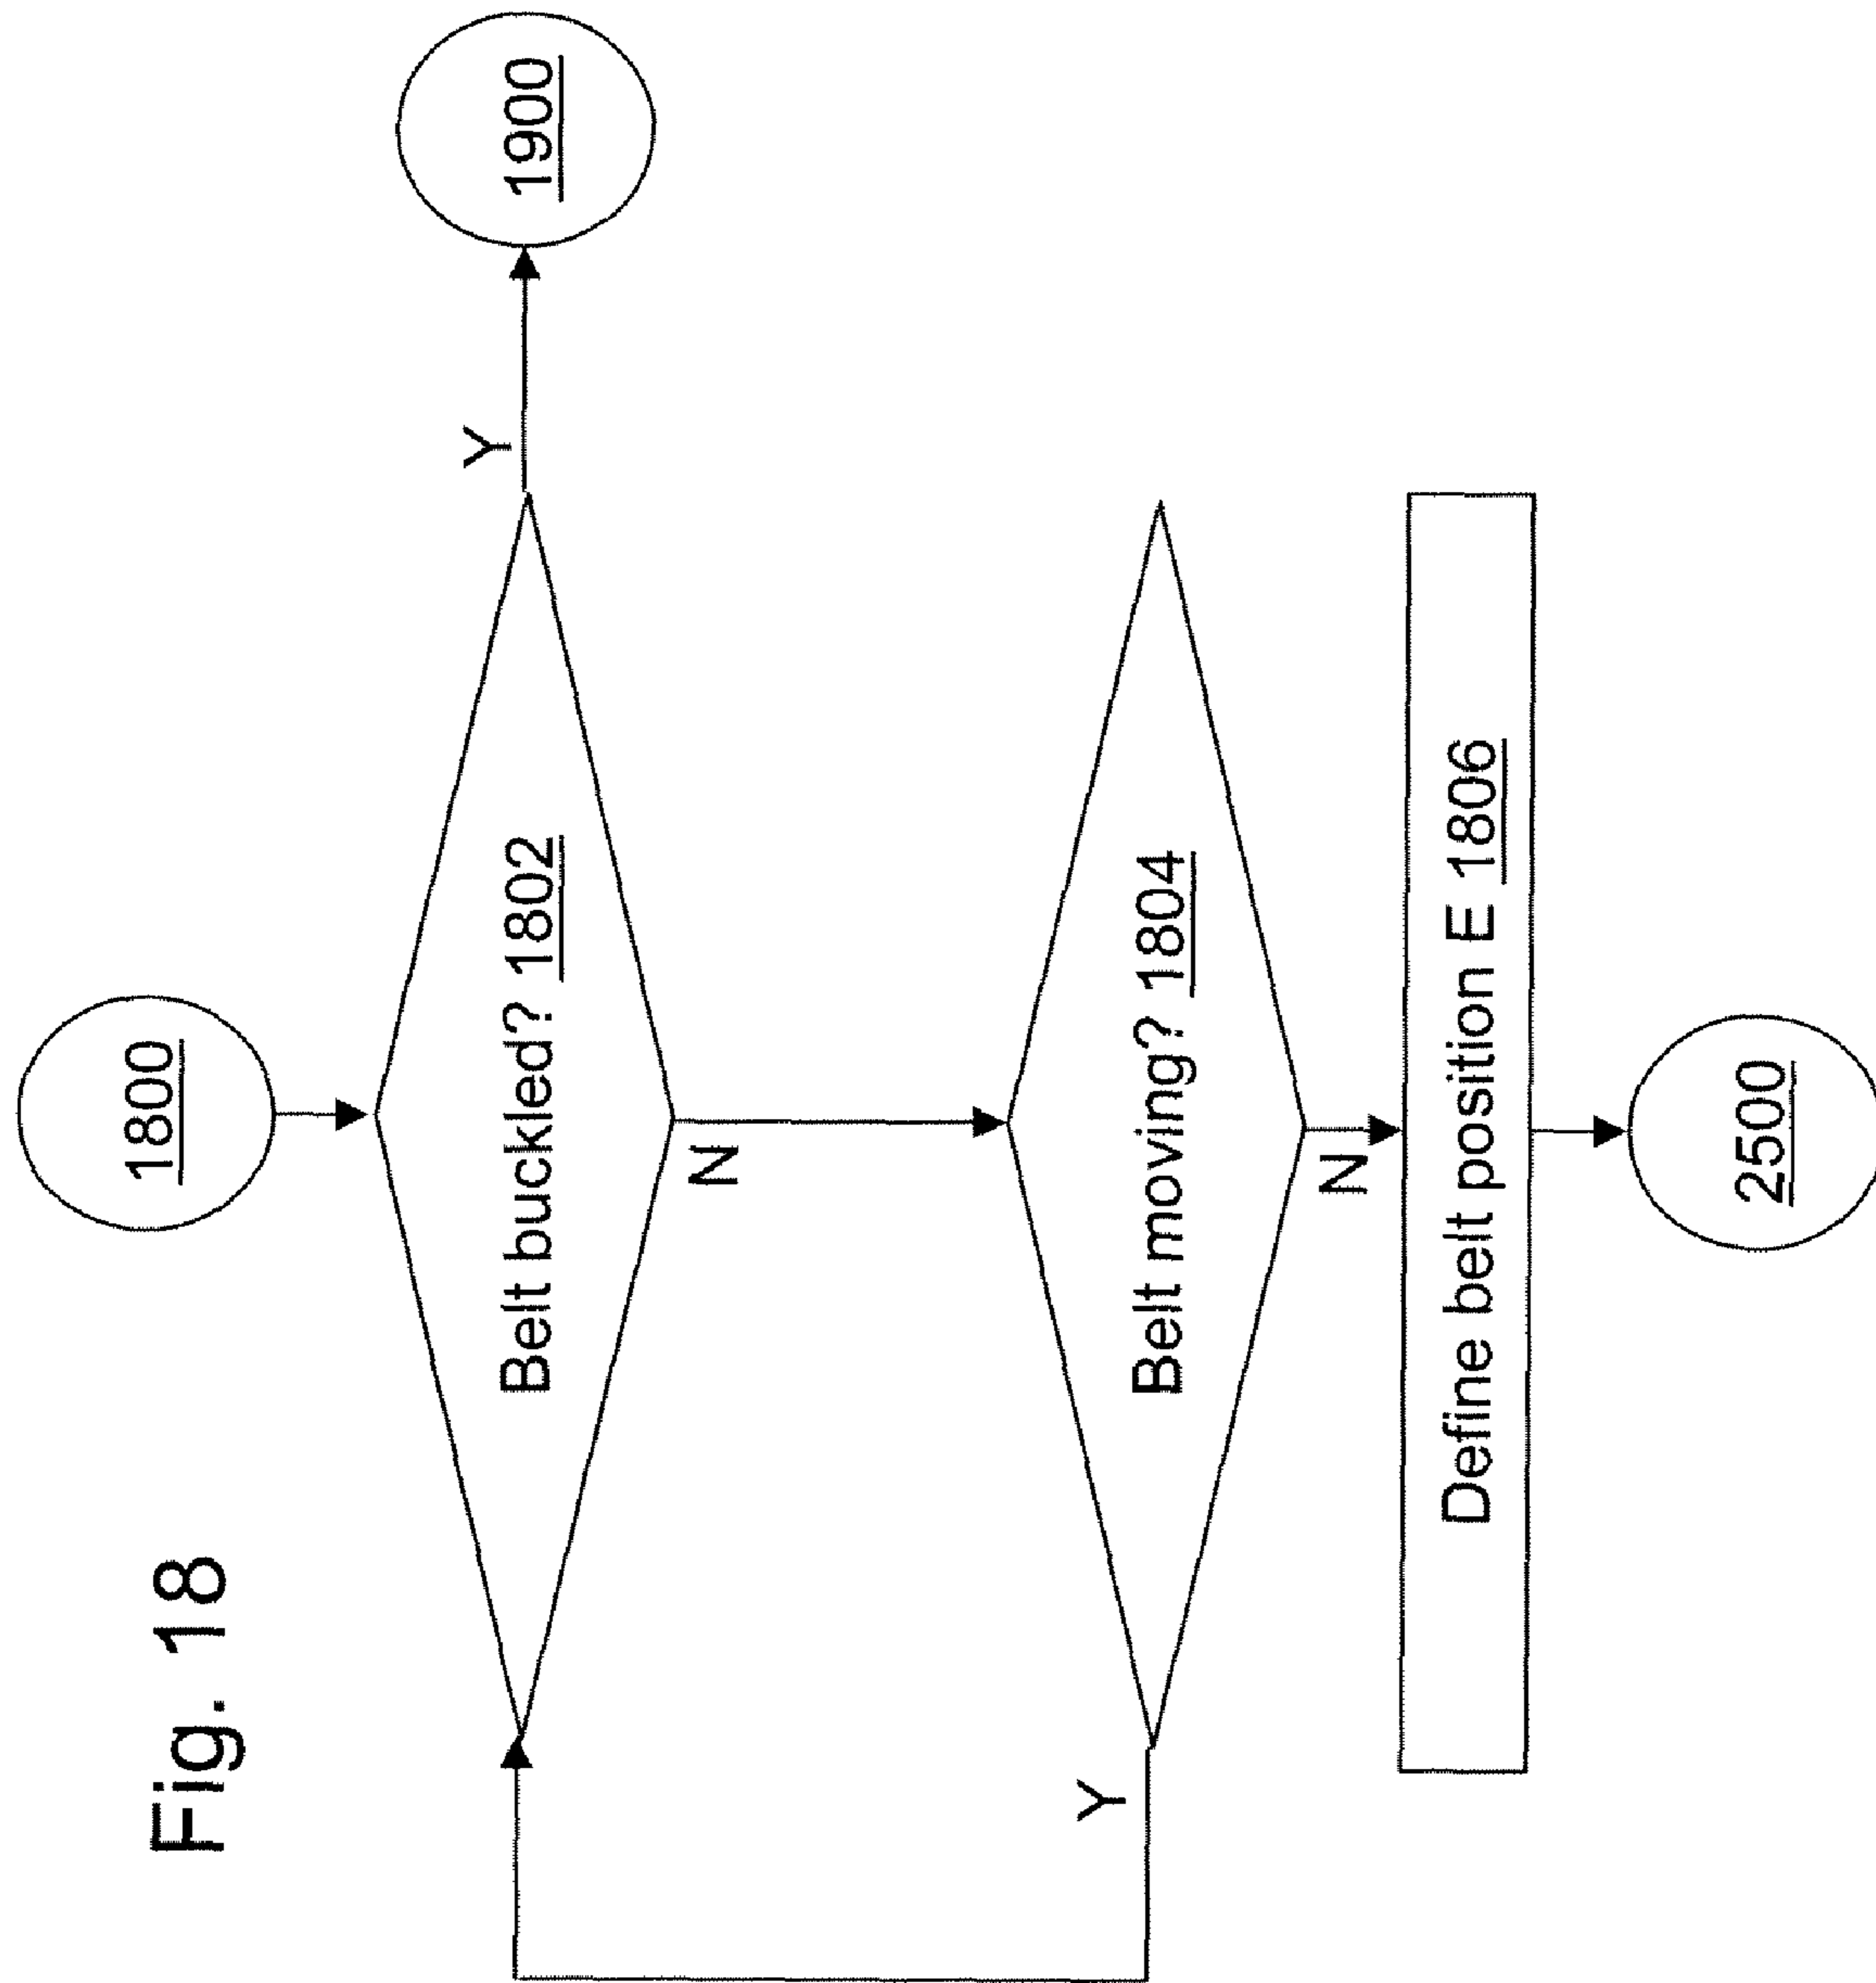 Fig. 18
1800
Belt buckled? 1802
Y
1900
N
Belt moving? 1804
Y
N
Define belt position E 1806
2500